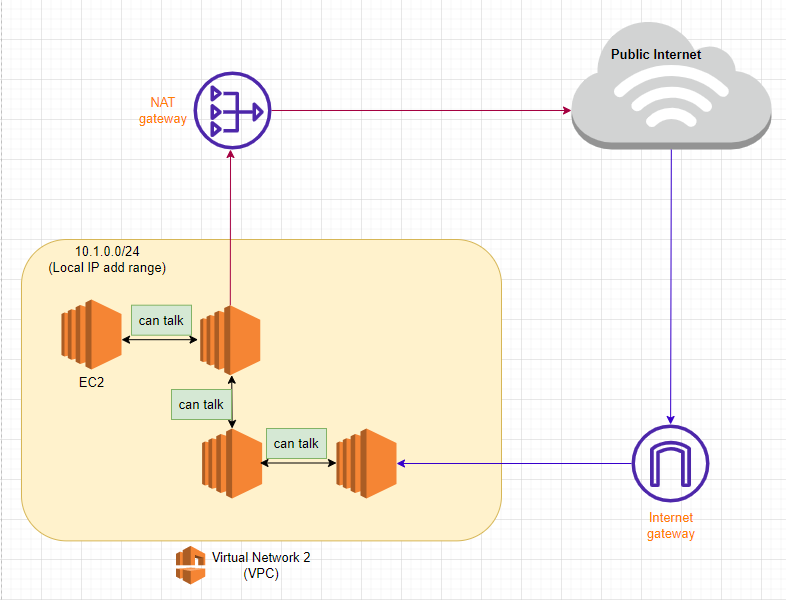 Public Internet
NAT
gateway
10.1.0.0/24
(Local IP add range)
can talk
EC2
can talk
can talk
Internet
gateway
Virtual Network 2
(VPC)